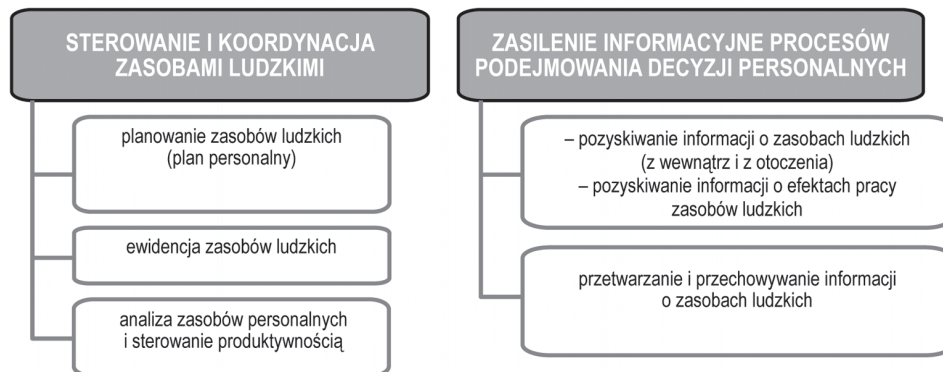 STEROWANIE I KOORDYNACJA
ZASOBAMI LUDZKIMI
planowanie zasobów ludzkich
(plan personalny)
ewidencja zasobów ludzkich
analiza zasobów personalnych
i sterowanie produktywnością
ZASILENIE INFORMACYJNE PROCESÓW
PODEJMOWANIA DECYZJI PERSONALNYCH
– pozyskiwanie informacji o zasobach ludzkich
(z wewnątrz i z otoczenia)
– pozyskiwanie informacji o efektach pracy
zasobów ludzkich
przetwarzanie i przechowywanie informacji
o zasobach ludzkich